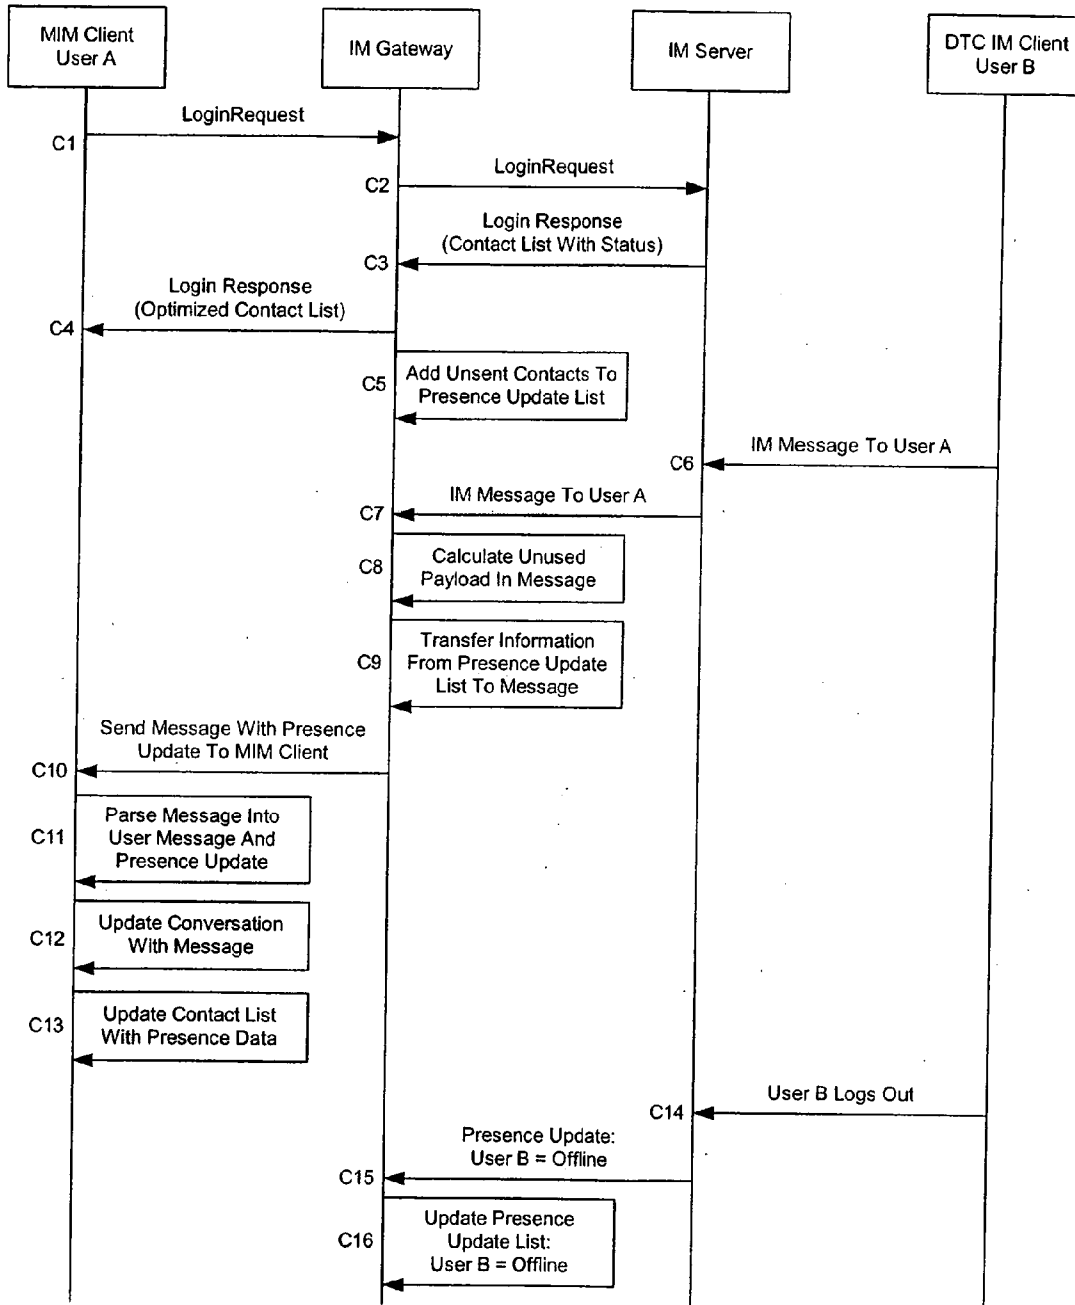 MIM Client
User A
IM Gateway
IM Server
DTC IM Client
User B
LoginRequest
C1
LoginRequest
C2
Login Response
(Contact List With Status)
C3
Login Response
(Optimized Contact List)
C4
C5
Add Unsent Contacts To
Presence Update List
IM Message To User A
C6
IM Message To User A
C7
C8
Calculate Unused
Payload In Message
C9
Transfer Information
From Presence Update
List To Message
Send Message With Presence
Update To MIM Client
C10
C11
Parse Message Into
User Message And
Presence Update
C12
Update Conversation
With Message
C13
Update Contact List
With Presence Data
User B Logs Out
C14
Presence Update:
User B = Offline
C15
C16
Update Presence
Update List:
User B = Offline